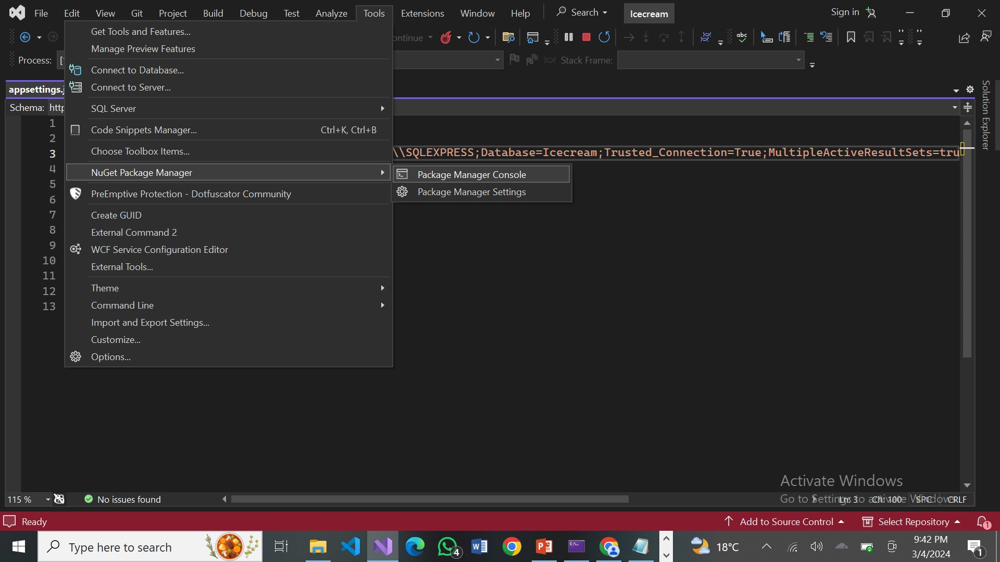 File Edit View Git Project Build Debug Test Analyze Tools Extensions Window Help Search Icecream Sign in
Get Tools and Features...
ontinue
Manage Preview Features
Process: [
Stack Frame:
Connect to Database...
Connect to Server...
appsettings.j
Schema: http
SQL Server
Code Snippets Manager... Ctrl+K, Ctrl+B
Choose Toolbox Items...
NuGet Package Manager
PreEmptive Protection - Dotfuscator Community
Create GUID
External Command 2
WCF Service Configuration Editor
External Tools...
Theme
Command Line
Import and Export Settings...
Customize...
Options...
Package Manager Console
Package Manager Settings
1
2
3
4
5
6
7
8
9
10
11
12
13
\\SQLEXPRESS;Database=Icecream;Trusted_Connection=True;MultipleActiveResultSets=tru
Solution Explorer
Activate Windows
Go to Settings to activate Windows.
115 % No issues found Ln: 3 Ch: 100 SPC CRLF
Ready Add to Source Control Select Repository 1
Type here to search 4 18°C 9:42 PM
3/4/2024 1